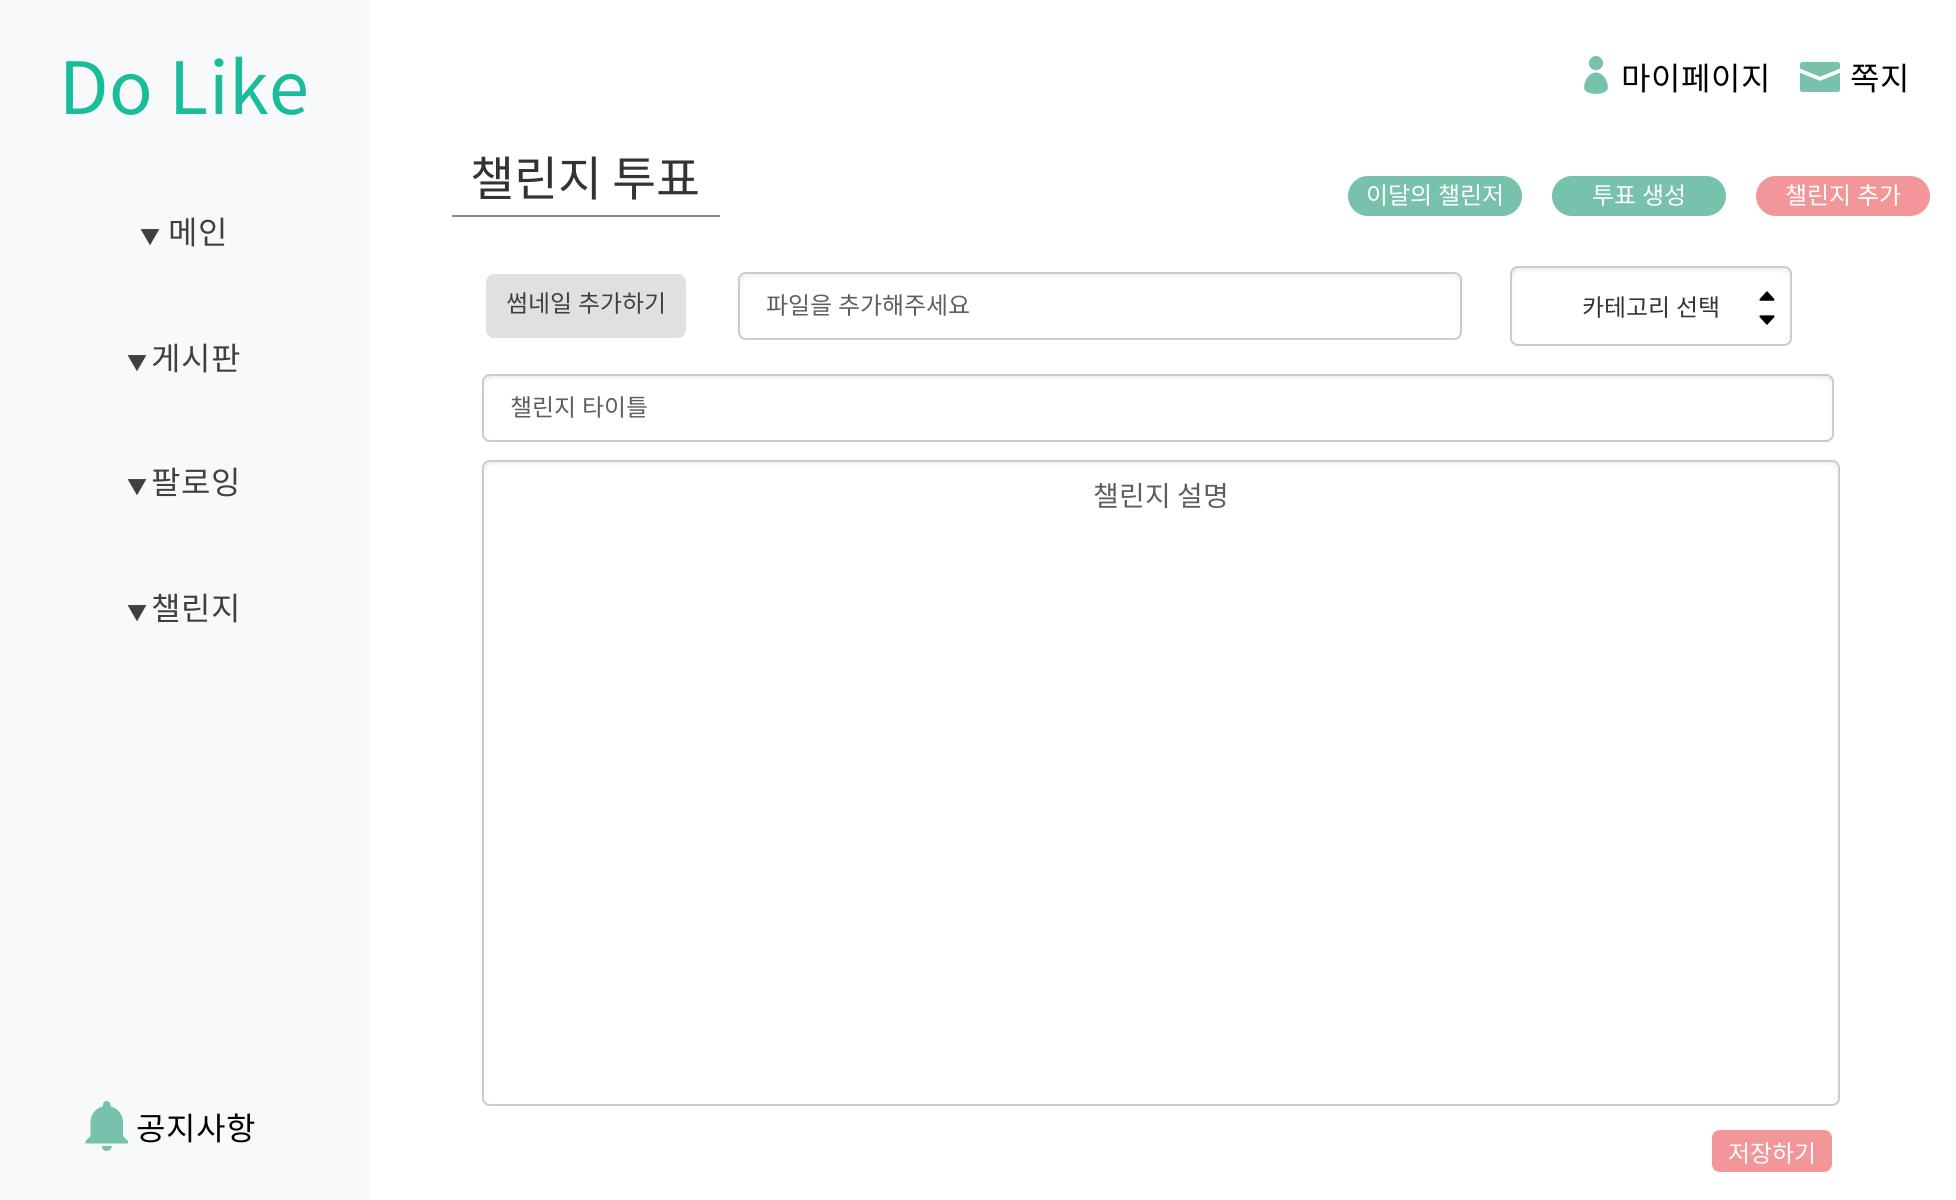 Do Like
마이페이지
쪽지
챌린지 투표
이달의 챌린저
투표 생성
챌린지 추가
▼ 메인
▼게시판
▼팔로잉
▼챌린지
썸네일 추가하기
파일을 추가해주세요
카테고리 선택
챌린지 타이틀
챌린지 설명
공지사항
저장하기